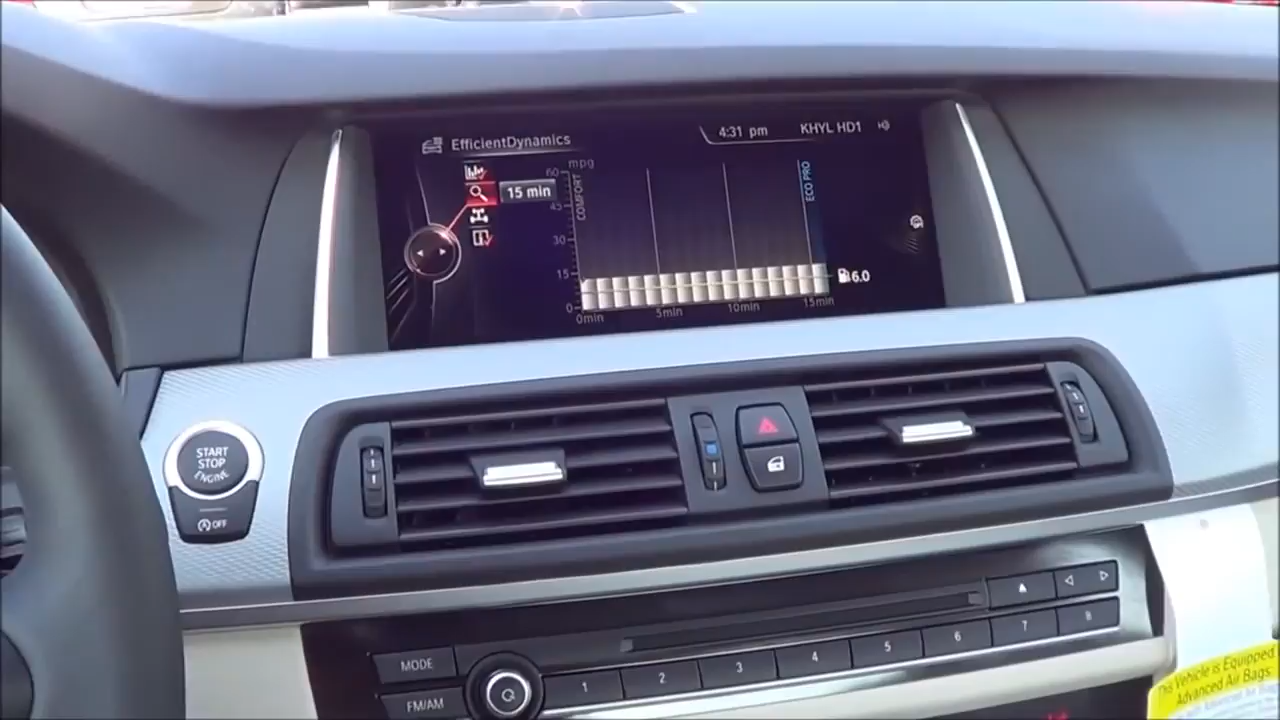 EfficientDynamics
4:31 pm
KHYL HD1
15 min
mpg
60
45
30
15
0
COMFORT
ECO PRO
0min
5min
10min
15min
START
STOP
ENGINE
OFF
MODE
FM/AM
1
2
3
4
5
6
7
8
This Vehicle is Equipped
Advanced Air Bags